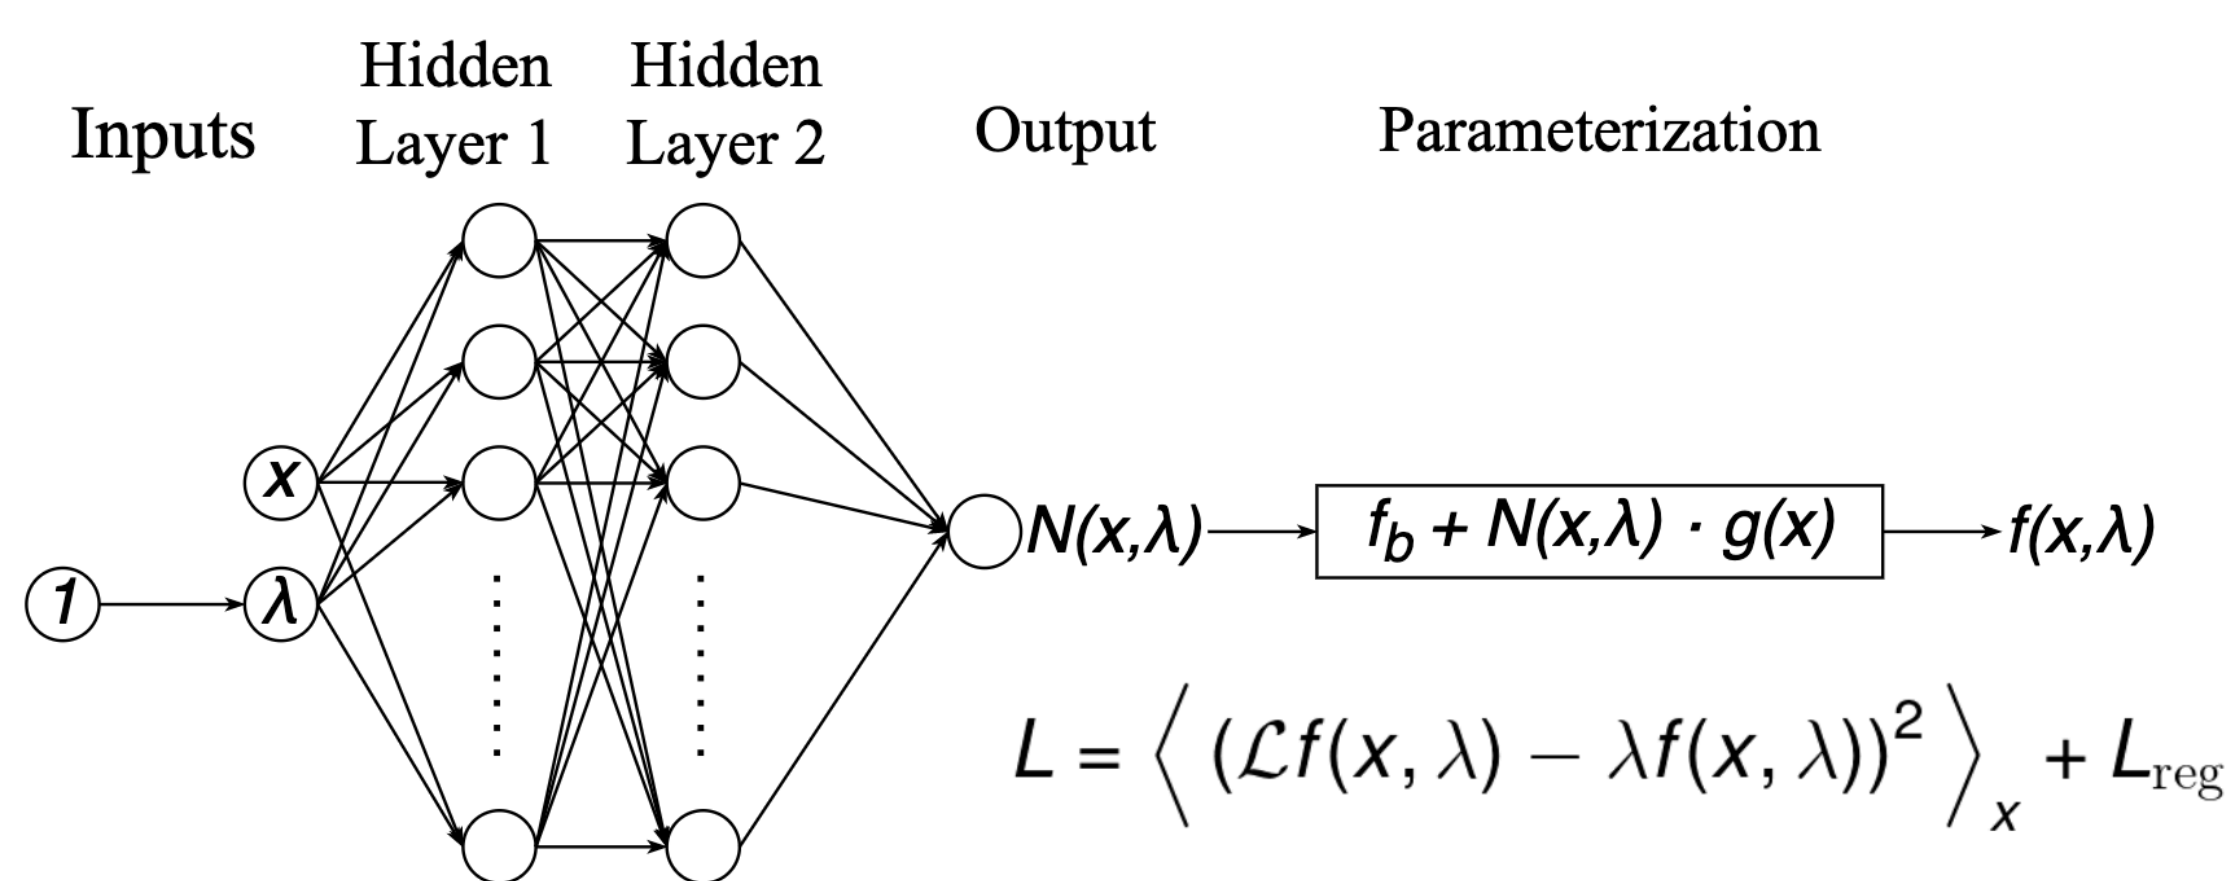 Inputs
Hidden
Layer 1
Hidden
Layer 2
Output
Parameterization
x
1
λ
N(x,λ)
f_b + N(x,λ) · g(x)
f(x,λ)
L = ⟨ (ℒf(x, λ) − λf(x, λ))² ⟩_x + L_reg